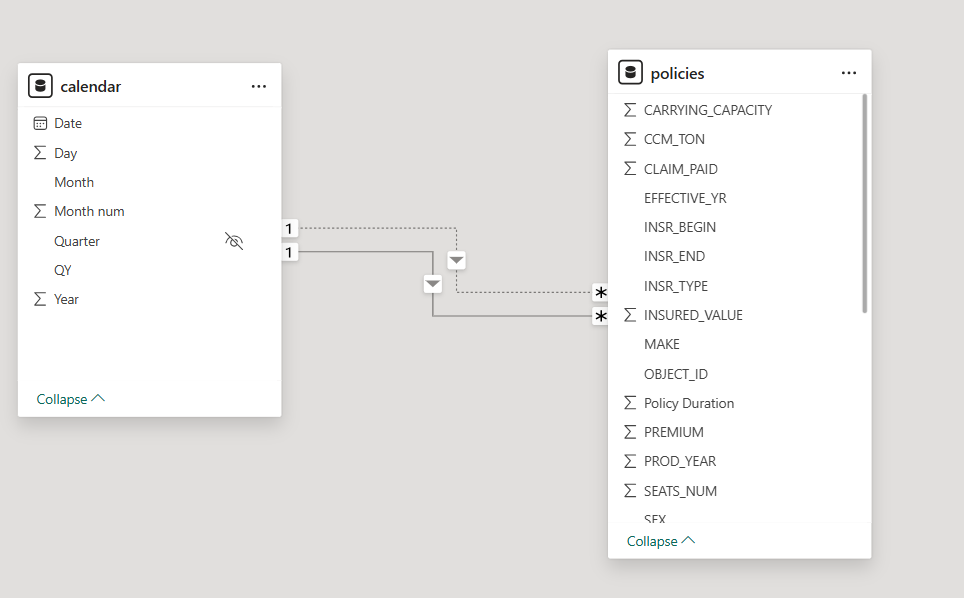 calendar
Date
Day
Month
Month num
Quarter
QY
Year
Collapse
1
1
*
*
policies
CARRYING_CAPACITY
CCM_TON
CLAIM_PAID
EFFECTIVE_YR
INSR_BEGIN
INSR_END
INSR_TYPE
INSURED_VALUE
MAKE
OBJECT_ID
Policy Duration
PREMIUM
PROD_YEAR
SEATS_NUM
SEX
Collapse